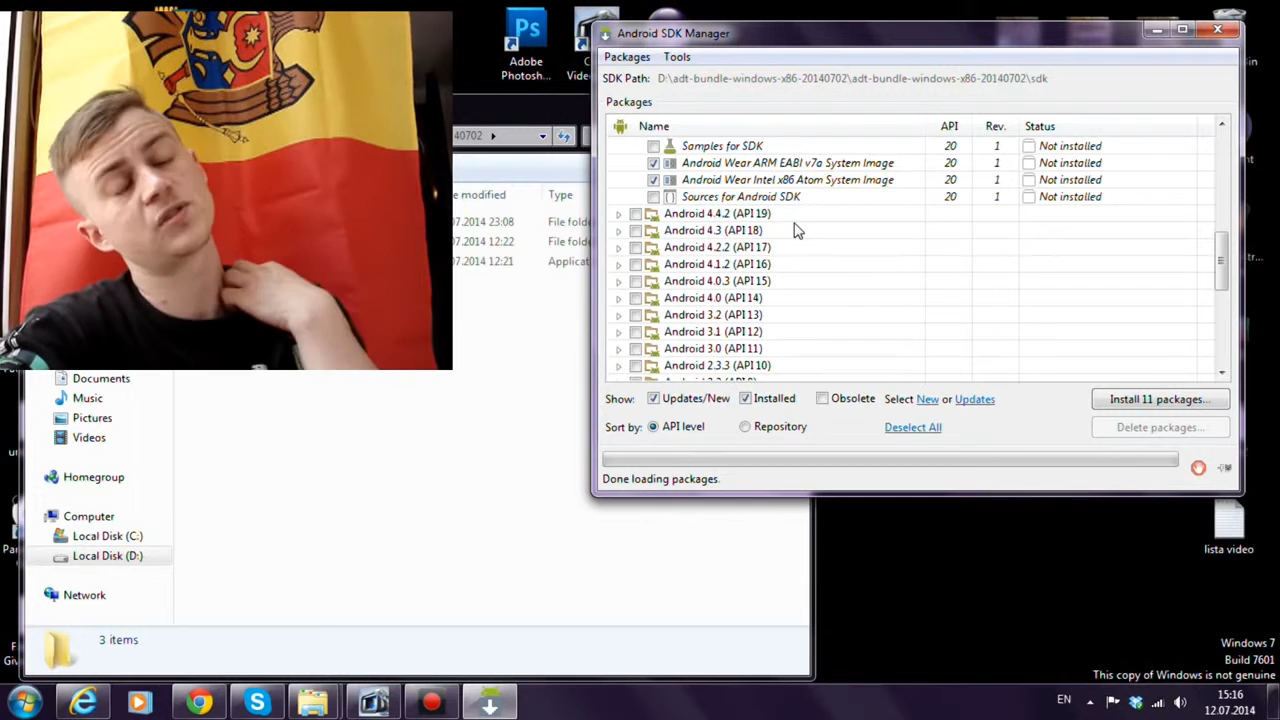 Adobe
Photosh...
C
Vide
Android SDK Manager
Packages Tools
SDK Path: D:\adt-bundle-windows-x86-20140702\adt-bundle-windows-x86-20140702\sdk
Packages
Name API Rev. Status
Samples for SDK 20 1 Not installed
Android Wear ARM EABI v7a System Image 20 1 Not installed
Android Wear Intel x86 Atom System Image 20 1 Not installed
Sources for Android SDK 20 1 Not installed
Android 4.4.2 (API 19)
Android 4.3 (API 18)
Android 4.2.2 (API 17)
Android 4.1.2 (API 16)
Android 4.0.3 (API 15)
Android 4.0 (API 14)
Android 3.2 (API 13)
Android 3.1 (API 12)
Android 3.0 (API 11)
Android 2.3.3 (API 10)
Show: Updates/New Installed Obsolete Select New or Updates Install 11 packages...
Sort by: API level Repository Deselect All Delete packages...
Done loading packages.
40702
e modified Type
7.2014 23:08 File folde
7.2014 12:22 File folde
7.2014 12:21 Applicat
Documents
Music
Pictures
Videos
Homegroup
Computer
Local Disk (C:)
Local Disk (D:)
Network
3 items
lista video
Windows 7
Build 7601
This copy of Windows is not genuine
EN
15:16
12.07.2014